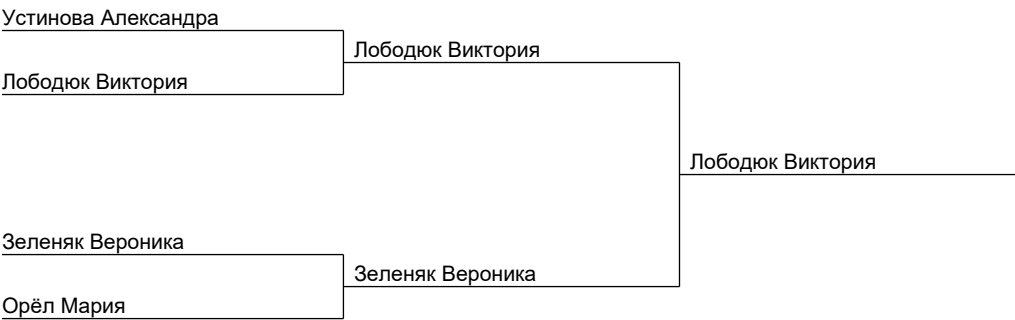 Устинова Александра
Лободюк Виктория
Лободюк Виктория
Лободюк Виктория
Зеленяк Вероника
Зеленяк Вероника
Орёл Мария